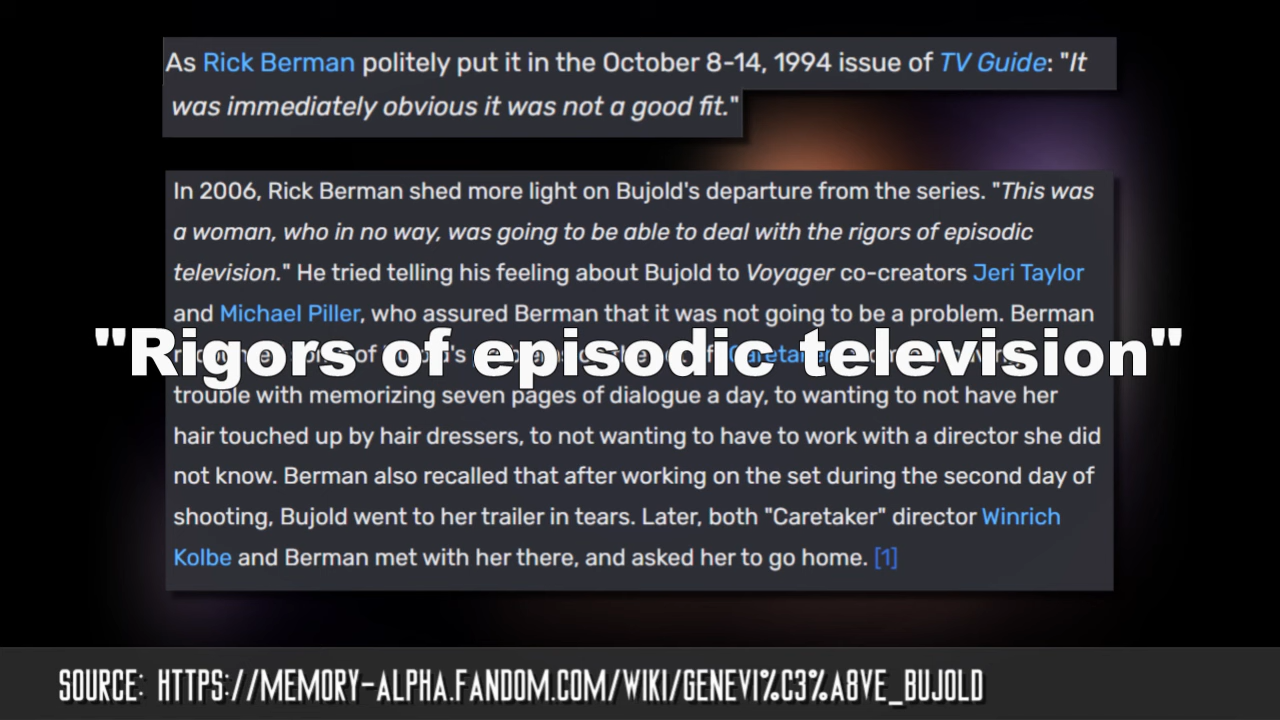 As Rick Berman politely put it in the October 8-14, 1994 issue of TV Guide: "It
was immediately obvious it was not a good fit."
In 2006, Rick Berman shed more light on Bujold's departure from the series. "This was
a woman, who in no way, was going to be able to deal with the rigors of episodic
television." He tried telling his feeling about Bujold to Voyager co-creators Jeri Taylor
and Michael Piller, who assured Berman that it was not going to be a problem. Berman
"Rigors of episodic television"
trouble with memorizing seven pages of dialogue a day, to wanting to not have her
hair touched up by hair dressers, to not wanting to have to work with a director she did
not know. Berman also recalled that after working on the set during the second day of
shooting, Bujold went to her trailer in tears. Later, both "Caretaker" director Winrich
Kolbe and Berman met with her there, and asked her to go home. [1]
SOURCE: HTTPS://MEMORY-ALPHA.FANDOM.COM/WIKI/GENEVI%C3%A8VE_BUJOLD